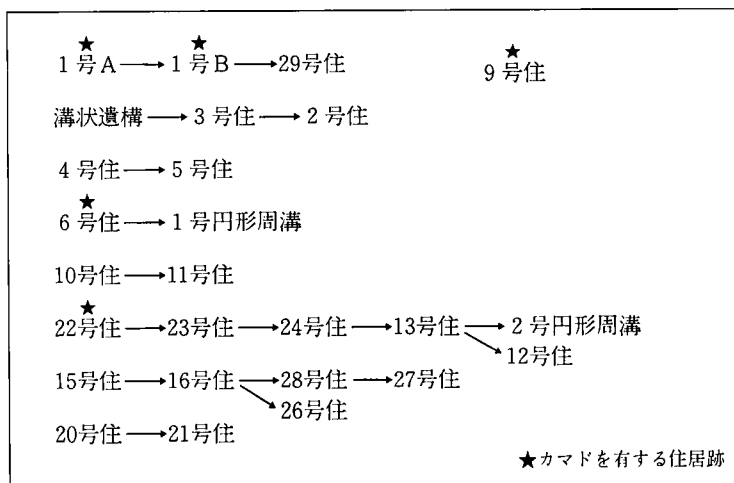 ★ ★ ★
1号A→1号B→29号住 9号住
溝状遺構→3号住→2号住
4号住→5号住
★
6号住→1号円形周溝
10号住→11号住
★
22号住→23号住→24号住→13号住→2号円形周溝
12号住
15号住→16号住→28号住→27号住
26号住
20号住→21号住
★カマドを有する住居跡